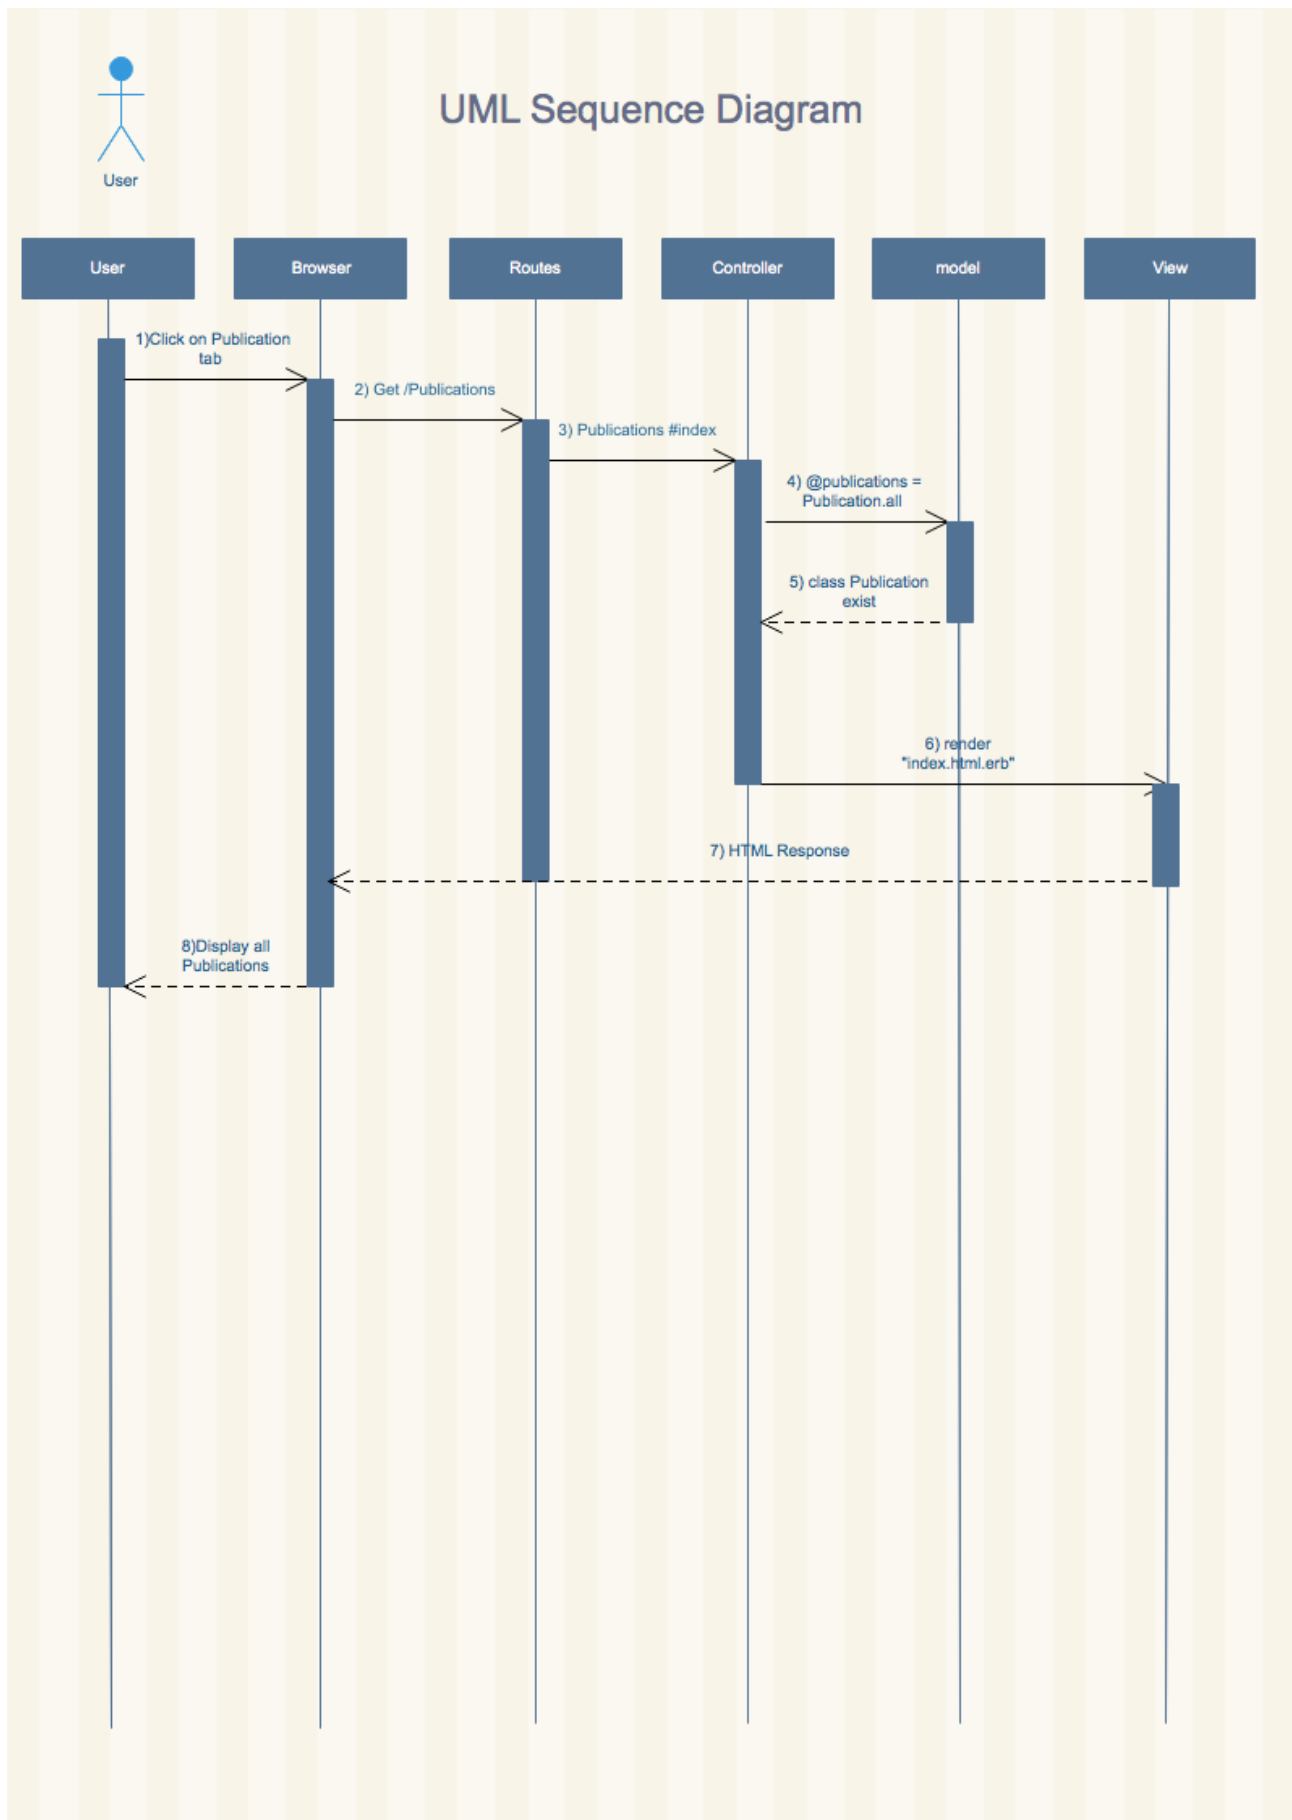 UML Sequence Diagram
User
User
Browser
Routes
Controller
model
View
1)Click on Publication
tab
2) Get /Publications
3) Publications #index
4) @publications =
Publication.all
5) class Publication
exist
6) render
"index.html.erb"
7) HTML Response
8)Display all
Publications